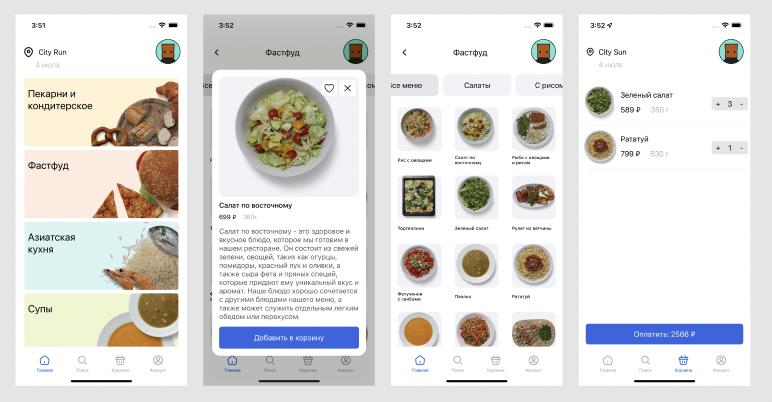 3:51
City Run
4 июля
Пекарни и
кондитерское
Фастфуд
Азиатская
кухня
Супы
Главная
Поиск
Корзина
Аккаунт
3:52
Фастфуд
Салат по восточному
699 ₽ 360г
Салат по восточному - это здоровое и
вкусное блюдо, которое мы готовим в
нашем ресторане. Он состоит из свежей
зелени, овощей, таких как огурцы,
помидоры, красный лук и оливки, а
также сыра фета и пряных специй,
которые придают ему уникальный вкус и
аромат. Наше блюдо хорошо сочетается
с другими блюдами нашего меню, а
также может служить отдельным легким
обедом или перекусом.
Добавить в корзину
Главная
Поиск
Корзина
Аккаунт
3:52
Фастфуд
Все меню
Салаты
С рисом
Рис с овощами
Салат по
восточному
Рыба с овощами
и рисом
Тортеллини
Зеленый салат
Рулет из ветчины
Фетучинни
с грибами
Паелья
Рататуй
Главная
Поиск
Корзина
Аккаунт
3:52
City Sun
4 июля
Зеленый салат
589 ₽ 350 г
+ 3 -
Рататуй
799 ₽ 530 г
+ 1 -
Оплатить: 2566 ₽
Главная
Поиск
Корзина
Аккаунт